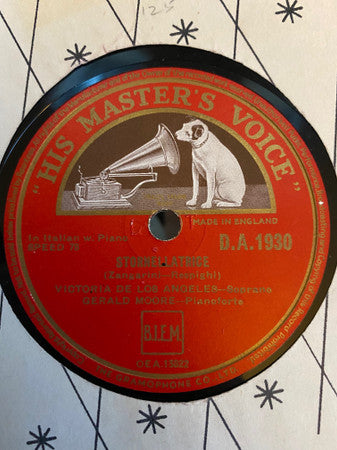 125
"HIS MASTER'S VOICE"
MADE IN ENGLAND
In Italian w. Piano
SPEED 78
D.A.1930
STORNELLATRICE
(Zangarini—Respighi)
VICTORIA DE LOS ANGELES—Soprano
GERALD MOORE—Pianoforte
B.I.E.M.
OEA.15022
THE GRAMOPHONE CO. LTD.